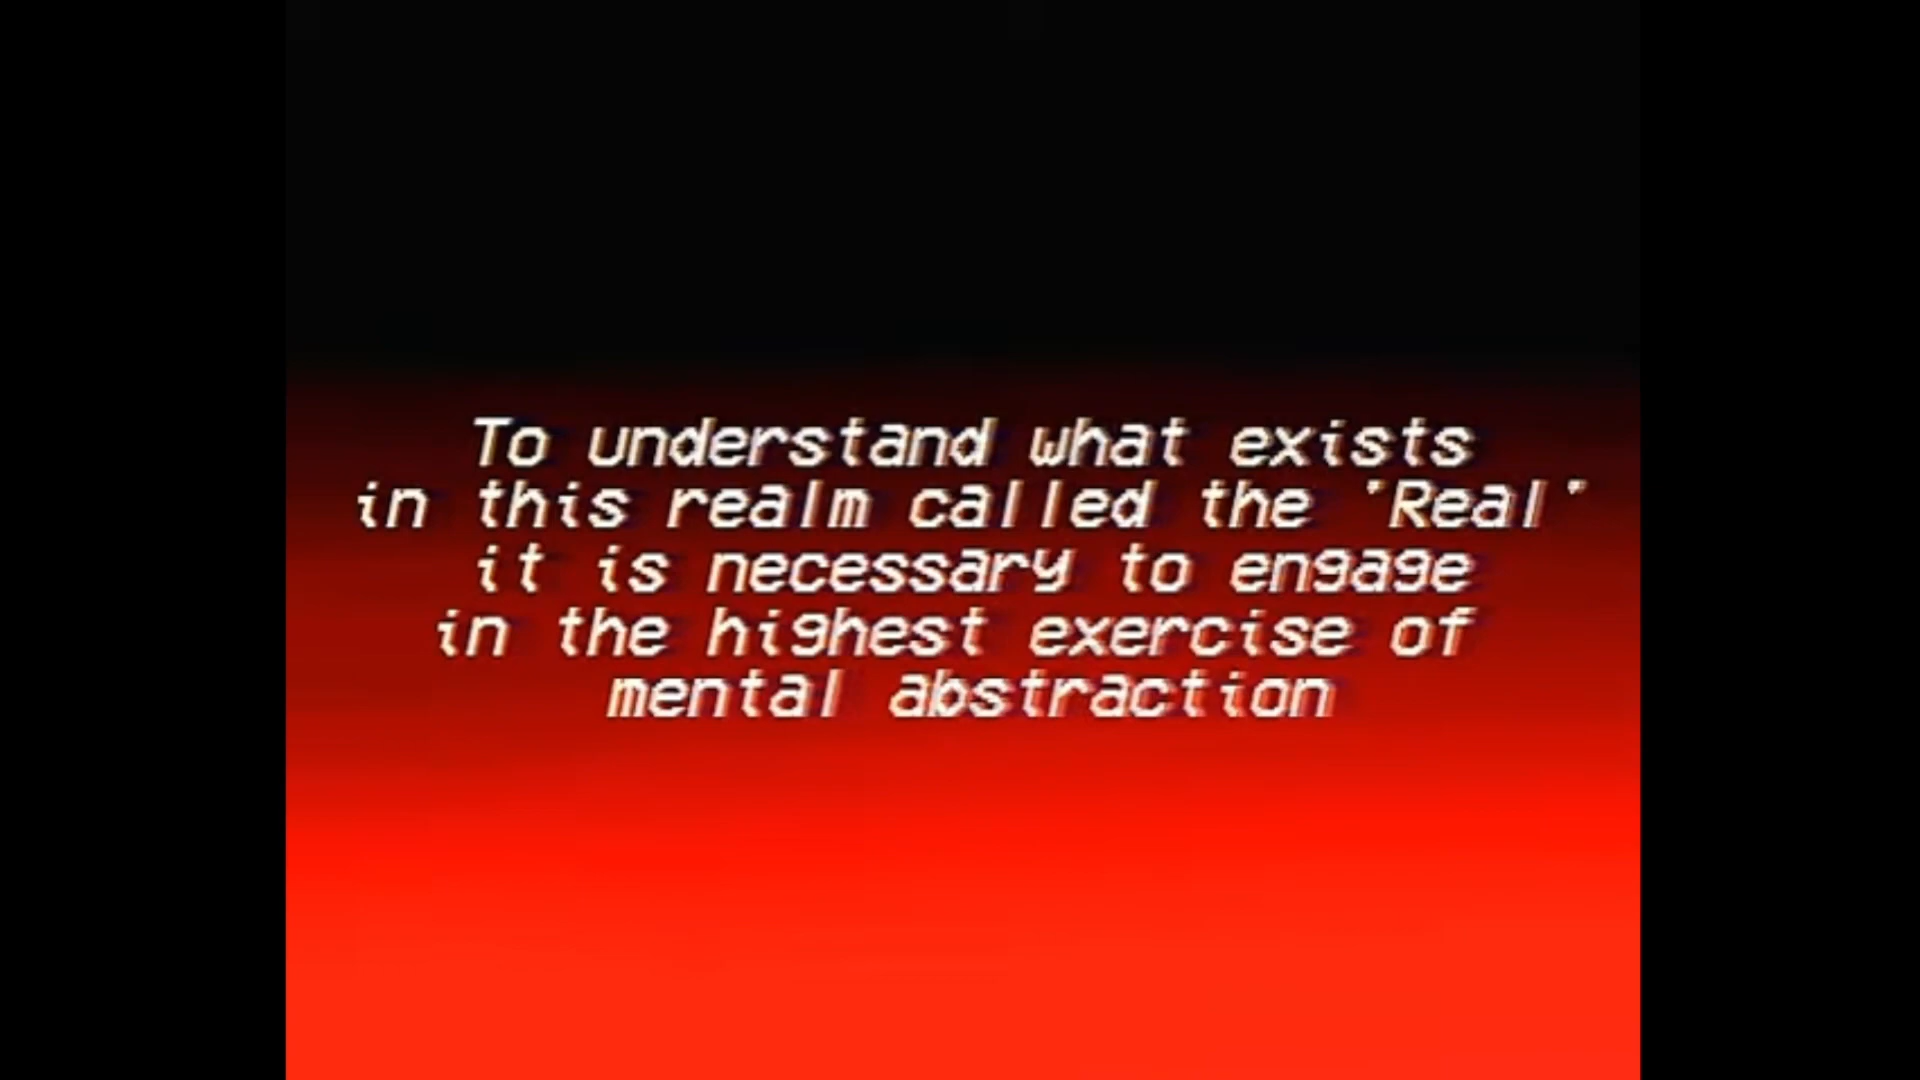 To understand what exists
in this realm called the 'Real'
it is necessary to engage
in the highest exercise of
mental abstraction